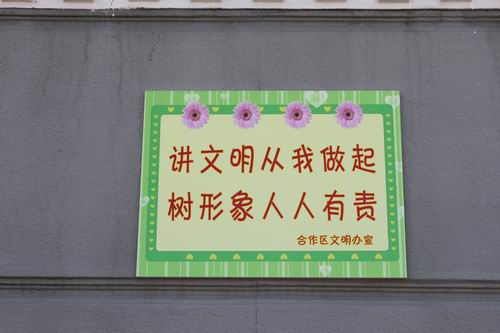 讲文明从我做起
树形象人人有责
合作区文明办宣